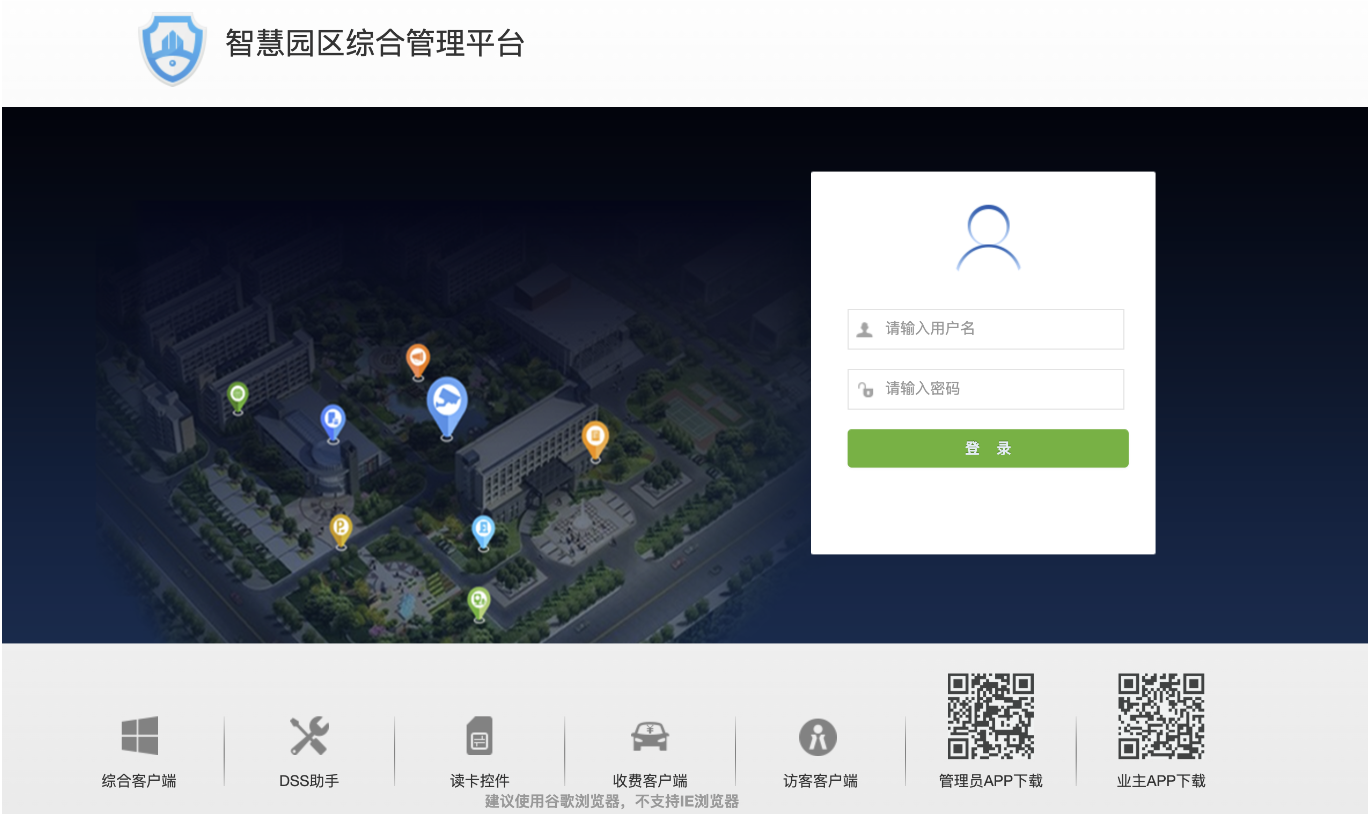 智慧园区综合管理平台
请输入用户名
请输入密码
登 录
综合客户端
DSS助手
读卡控件
收费客户端
访客客户端
管理员APP下载
业主APP下载
建议使用谷歌浏览器，不支持IE浏览器